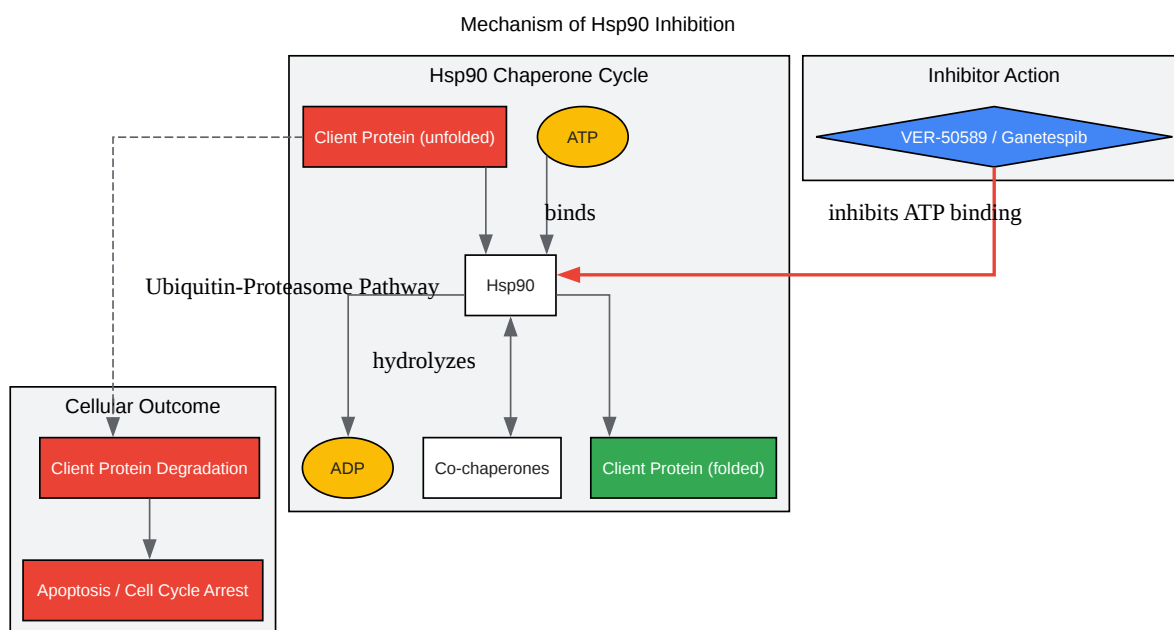 Mechanism of Hsp90 Inhibition
Hsp90 Chaperone Cycle
Inhibitor Action
Client Protein (unfolded)
ATP
VER-50589 / Ganetespib
binds
inhibits ATP binding
Ubiquitin-Proteasome Pathway
Hsp90
hydrolyzes
Cellular Outcome
Client Protein Degradation
ADP
Co-chaperones
Client Protein (folded)
Apoptosis / Cell Cycle Arrest